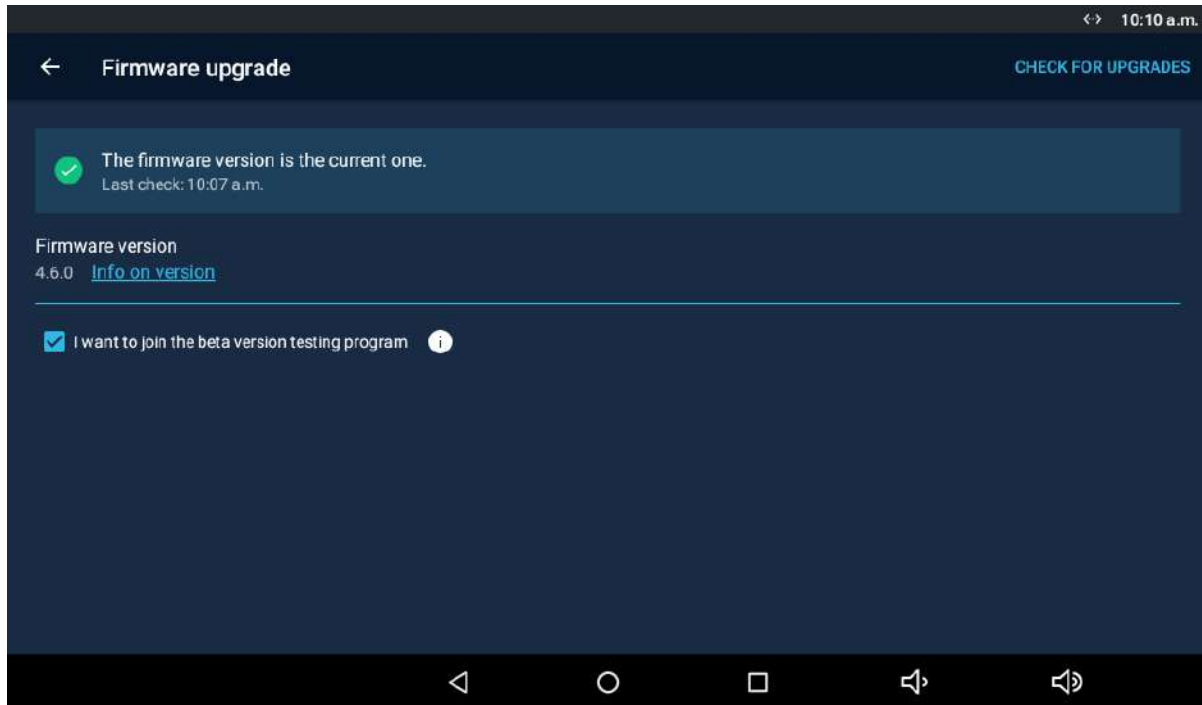 10:10 a.m.
Firmware upgrade
CHECK FOR UPGRADES
The firmware version is the current one.
Last check: 10:07 a.m.
Firmware version
4.6.0 Info on version
I want to join the beta version testing program